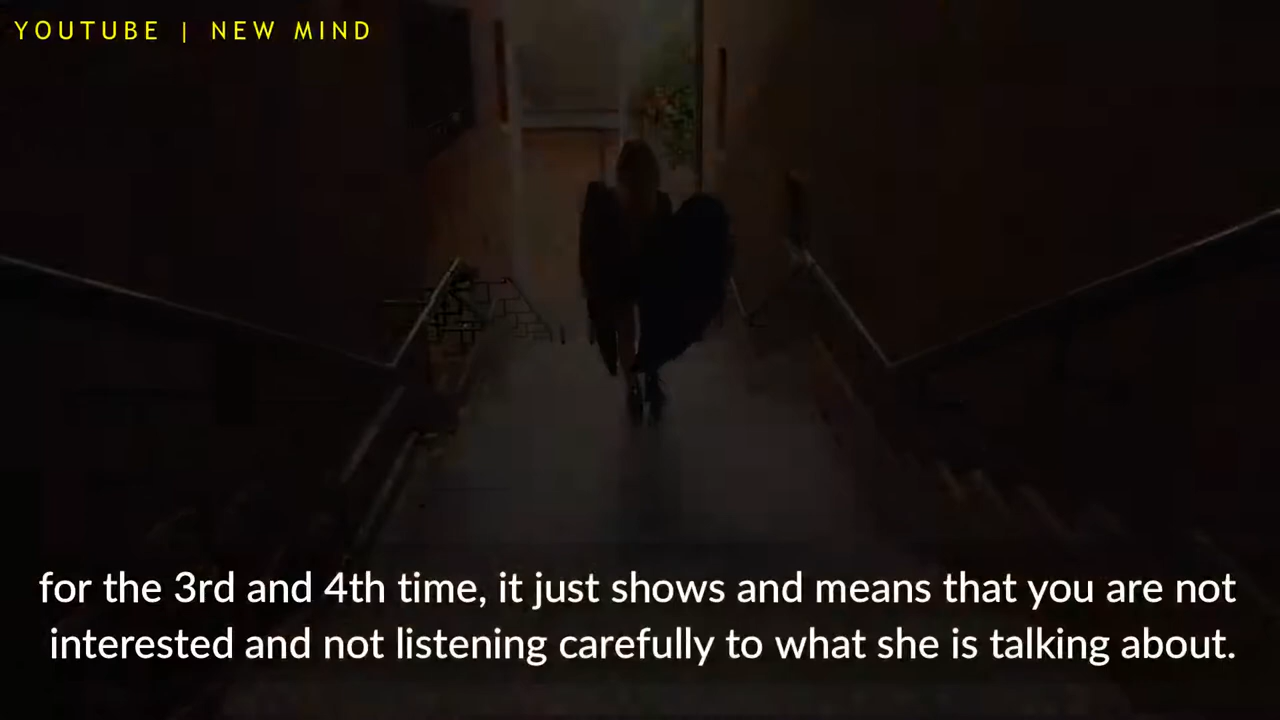 YOUTUBE | NEW MIND
for the 3rd and 4th time, it just shows and means that you are not
interested and not listening carefully to what she is talking about.